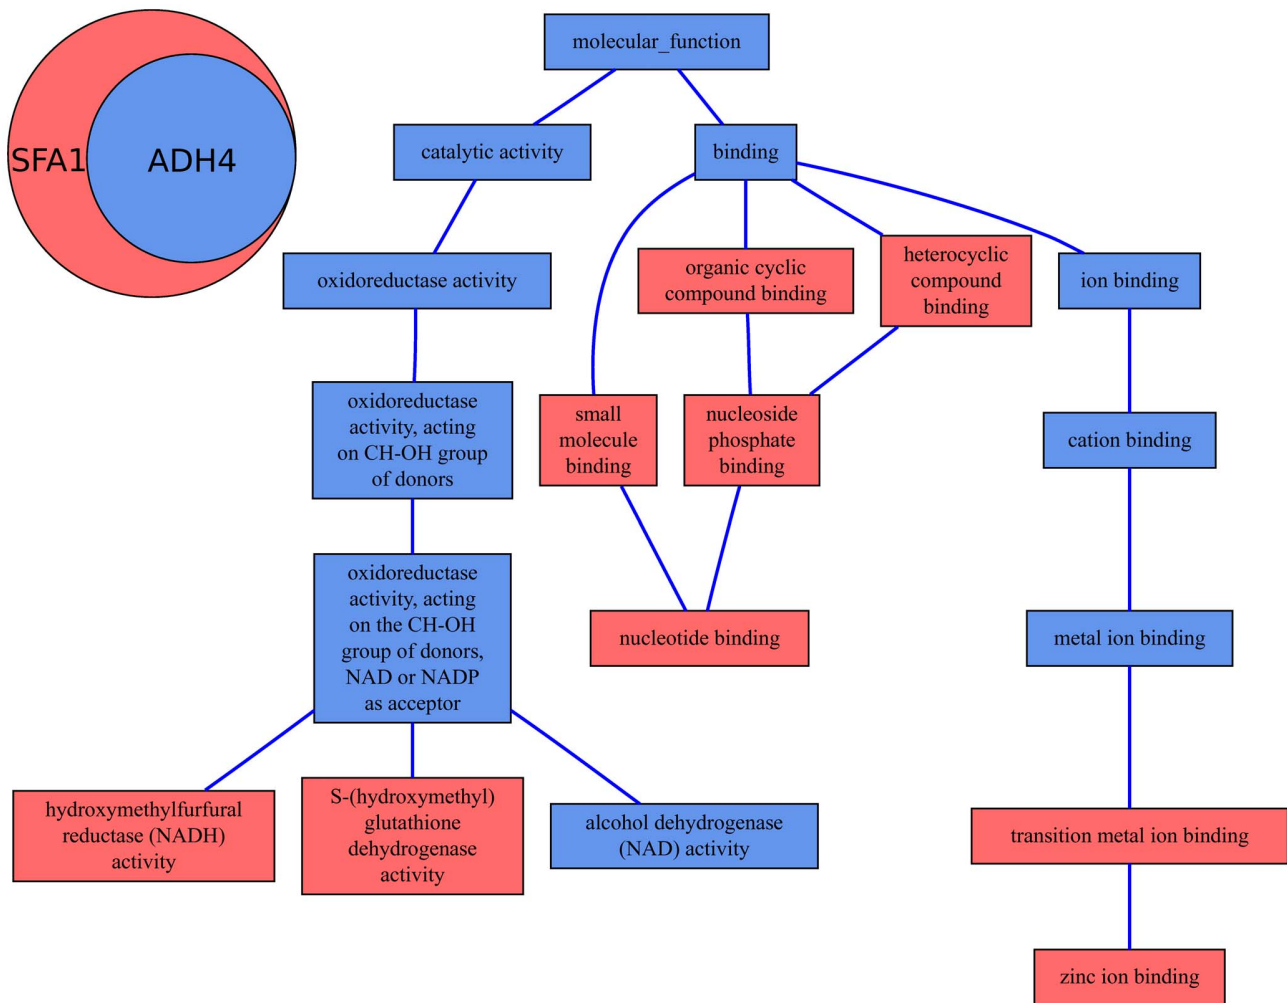 molecular_function
SFA1
ADH4
catalytic activity
binding
oxidoreductase activity
organic cyclic
compound binding
heterocyclic
compound
binding
ion binding
oxidoreductase
activity, acting
on CH-OH group
of donors
small
molecule
binding
nucleoside
phosphate
binding
cation binding
oxidoreductase
activity, acting
on the CH-OH
group of donors,
NAD or NADP
as acceptor
nucleotide binding
metal ion binding
hydroxymethylfurfural
reductase (NADH)
activity
S-(hydroxymethyl)
glutathione
dehydrogenase
activity
alcohol dehydrogenase
(NAD) activity
transition metal ion binding
zinc ion binding